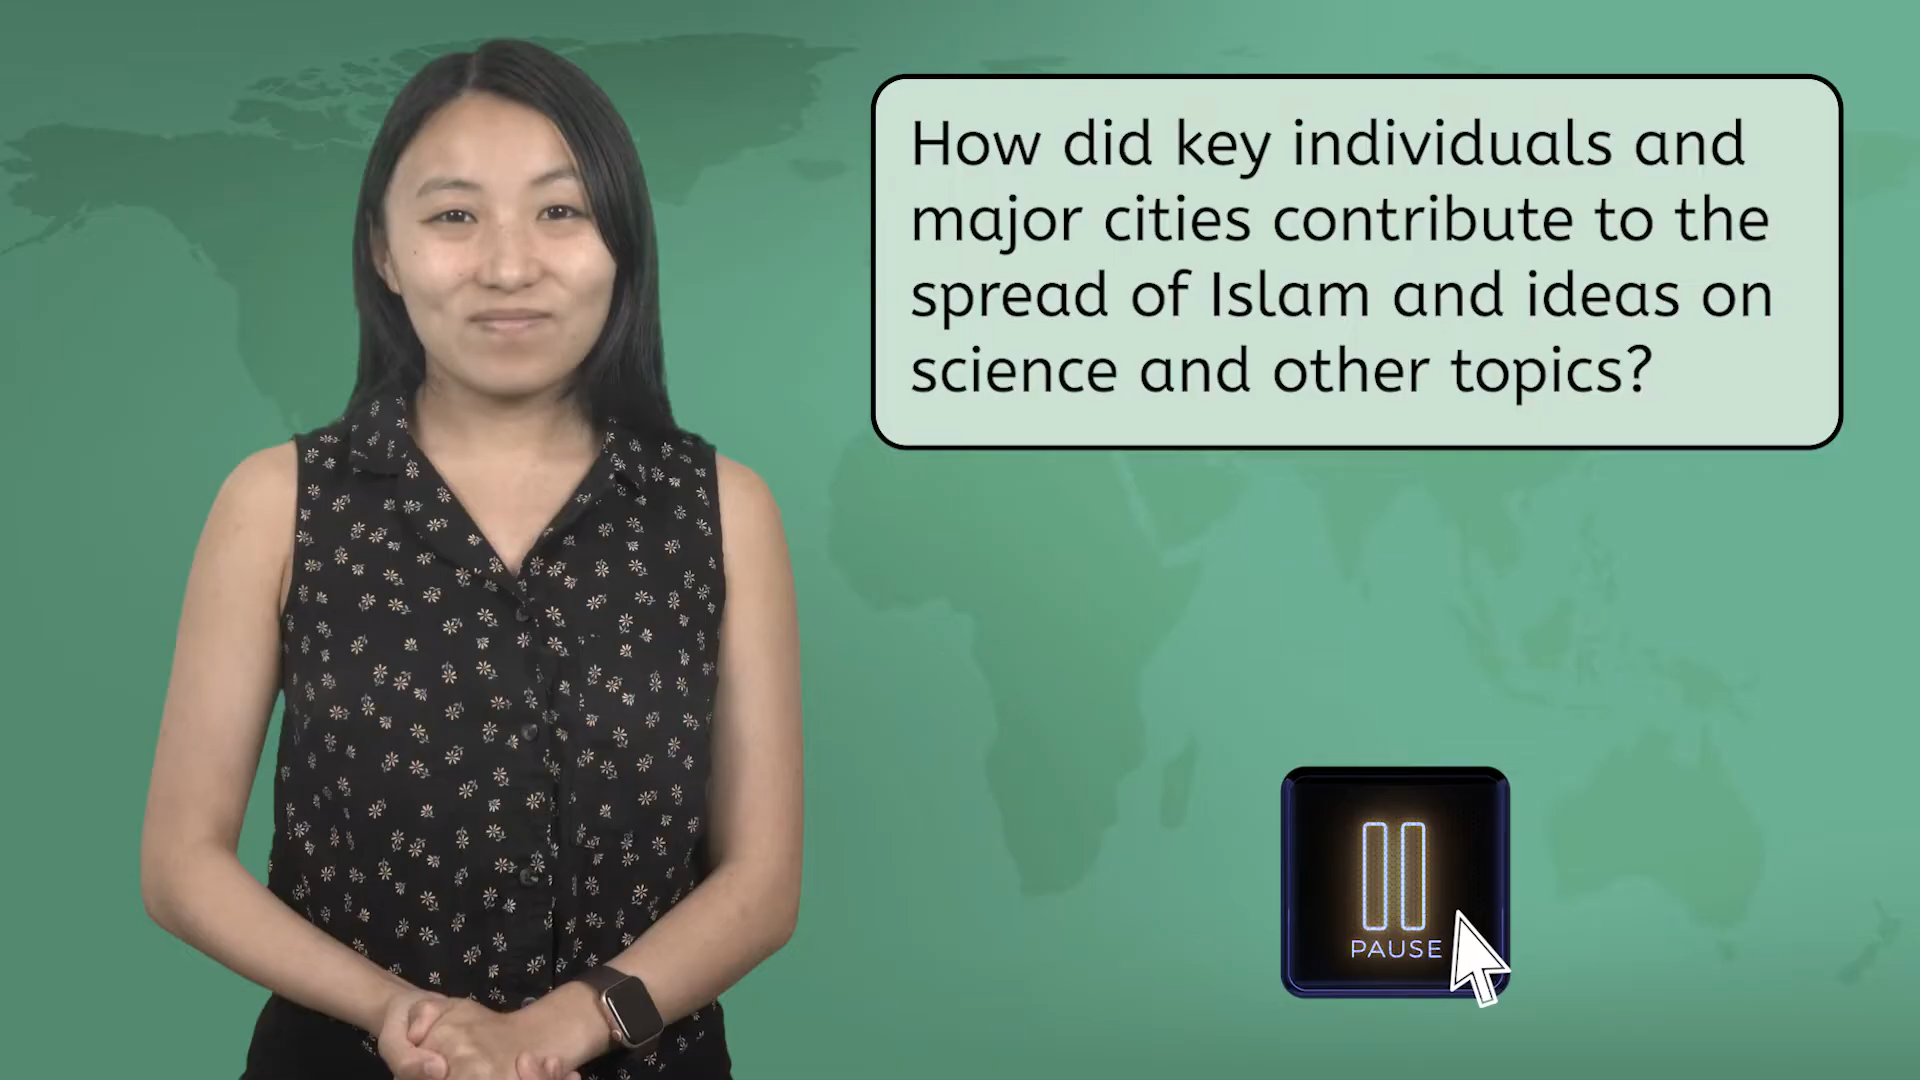 How did key individuals and
major cities contribute to the
spread of Islam and ideas on
science and other topics?
PAUSE